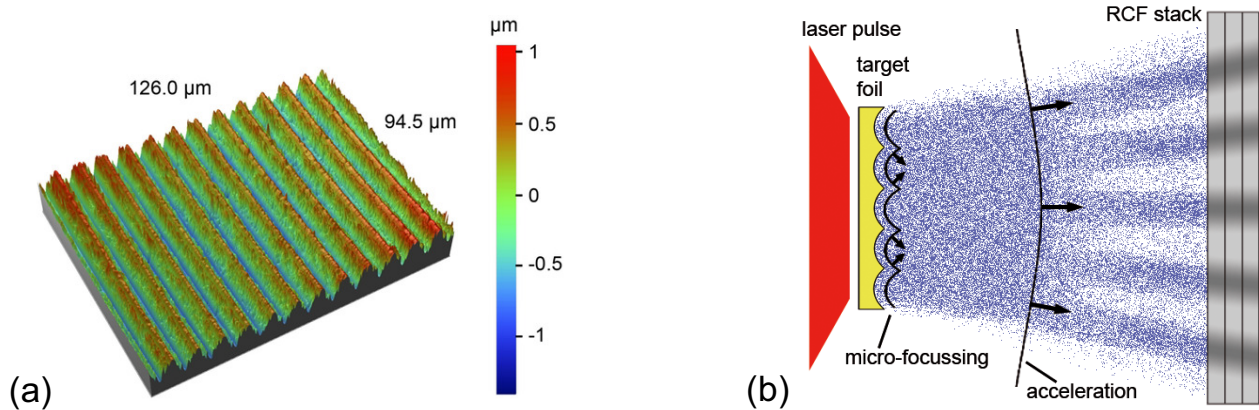 µm
126.0 µm
94.5 µm
1
0.5
0
-0.5
-1
(a)
RCF stack
laser pulse
target
foil
micro-focussing
acceleration
(b)